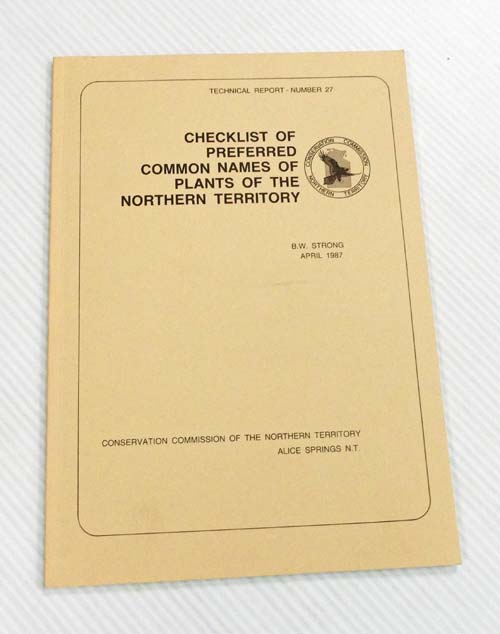 TECHNICAL REPORT - NUMBER 27
CHECKLIST OF
PREFERRED
COMMON NAMES OF
PLANTS OF THE
NORTHERN TERRITORY
CONSERVATION COMMISSION
NORTHERN TERRITORY
B.W. STRONG
APRIL 1987
CONSERVATION COMMISSION OF THE NORTHERN TERRITORY
ALICE SPRINGS N.T.